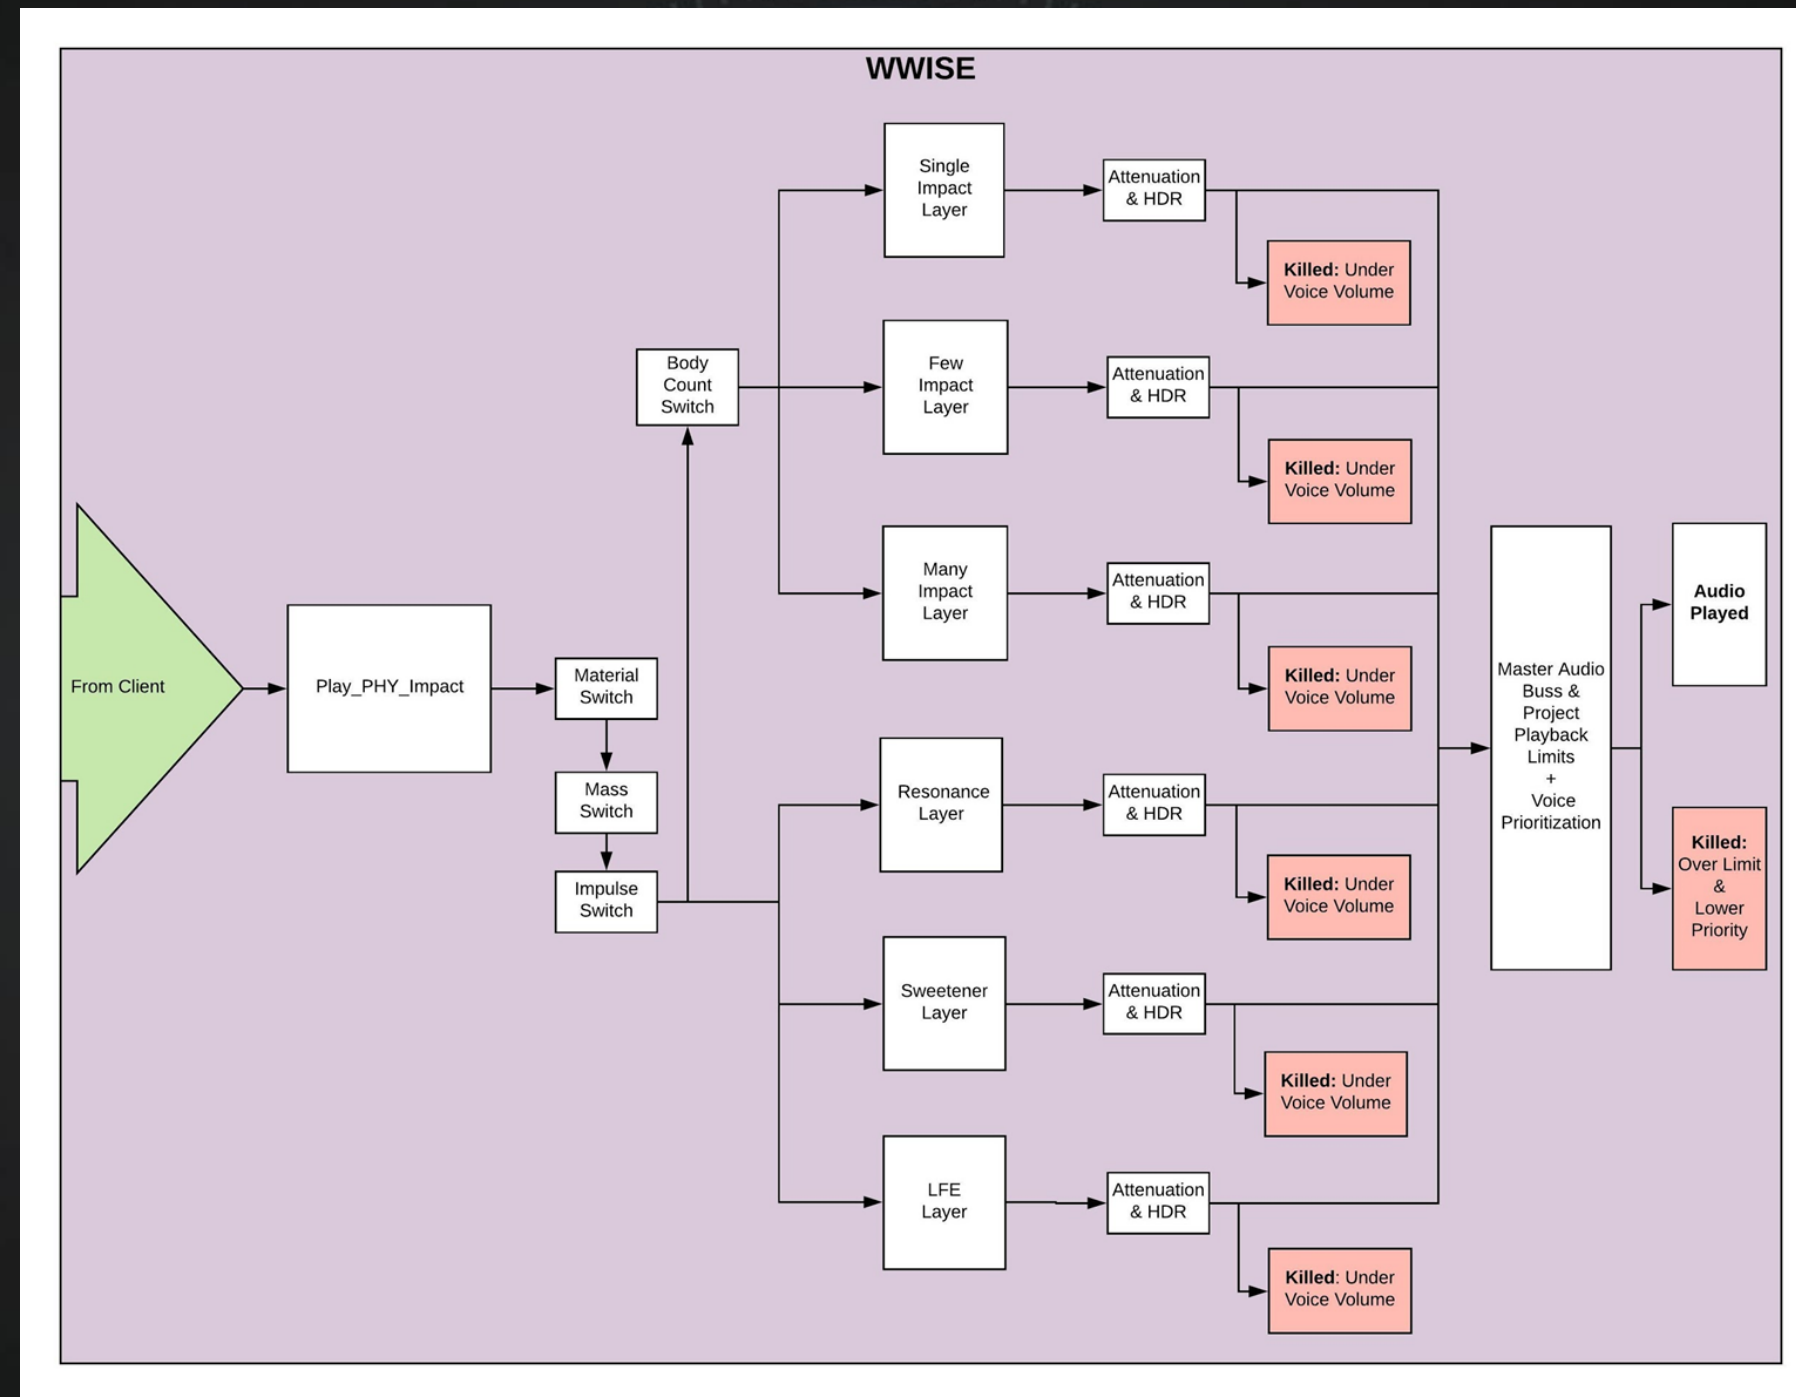 WWISE
Single
Impact
Layer
Attenuation
& HDR
Killed: Under
Voice Volume
Body
Count
Switch
Few
Impact
Layer
Attenuation
& HDR
Killed: Under
Voice Volume
Many
Impact
Layer
Attenuation
& HDR
Killed: Under
Voice Volume
From Client
Play_PHY_Impact
Material
Switch
Mass
Switch
Impulse
Switch
Resonance
Layer
Attenuation
& HDR
Killed: Under
Voice Volume
Sweetener
Layer
Attenuation
& HDR
Killed: Under
Voice Volume
LFE
Layer
Attenuation
& HDR
Killed: Under
Voice Volume
Master Audio
Buss &
Project
Playback
Limits
+
Voice
Prioritization
Audio
Played
Killed:
Over Limit
&
Lower
Priority